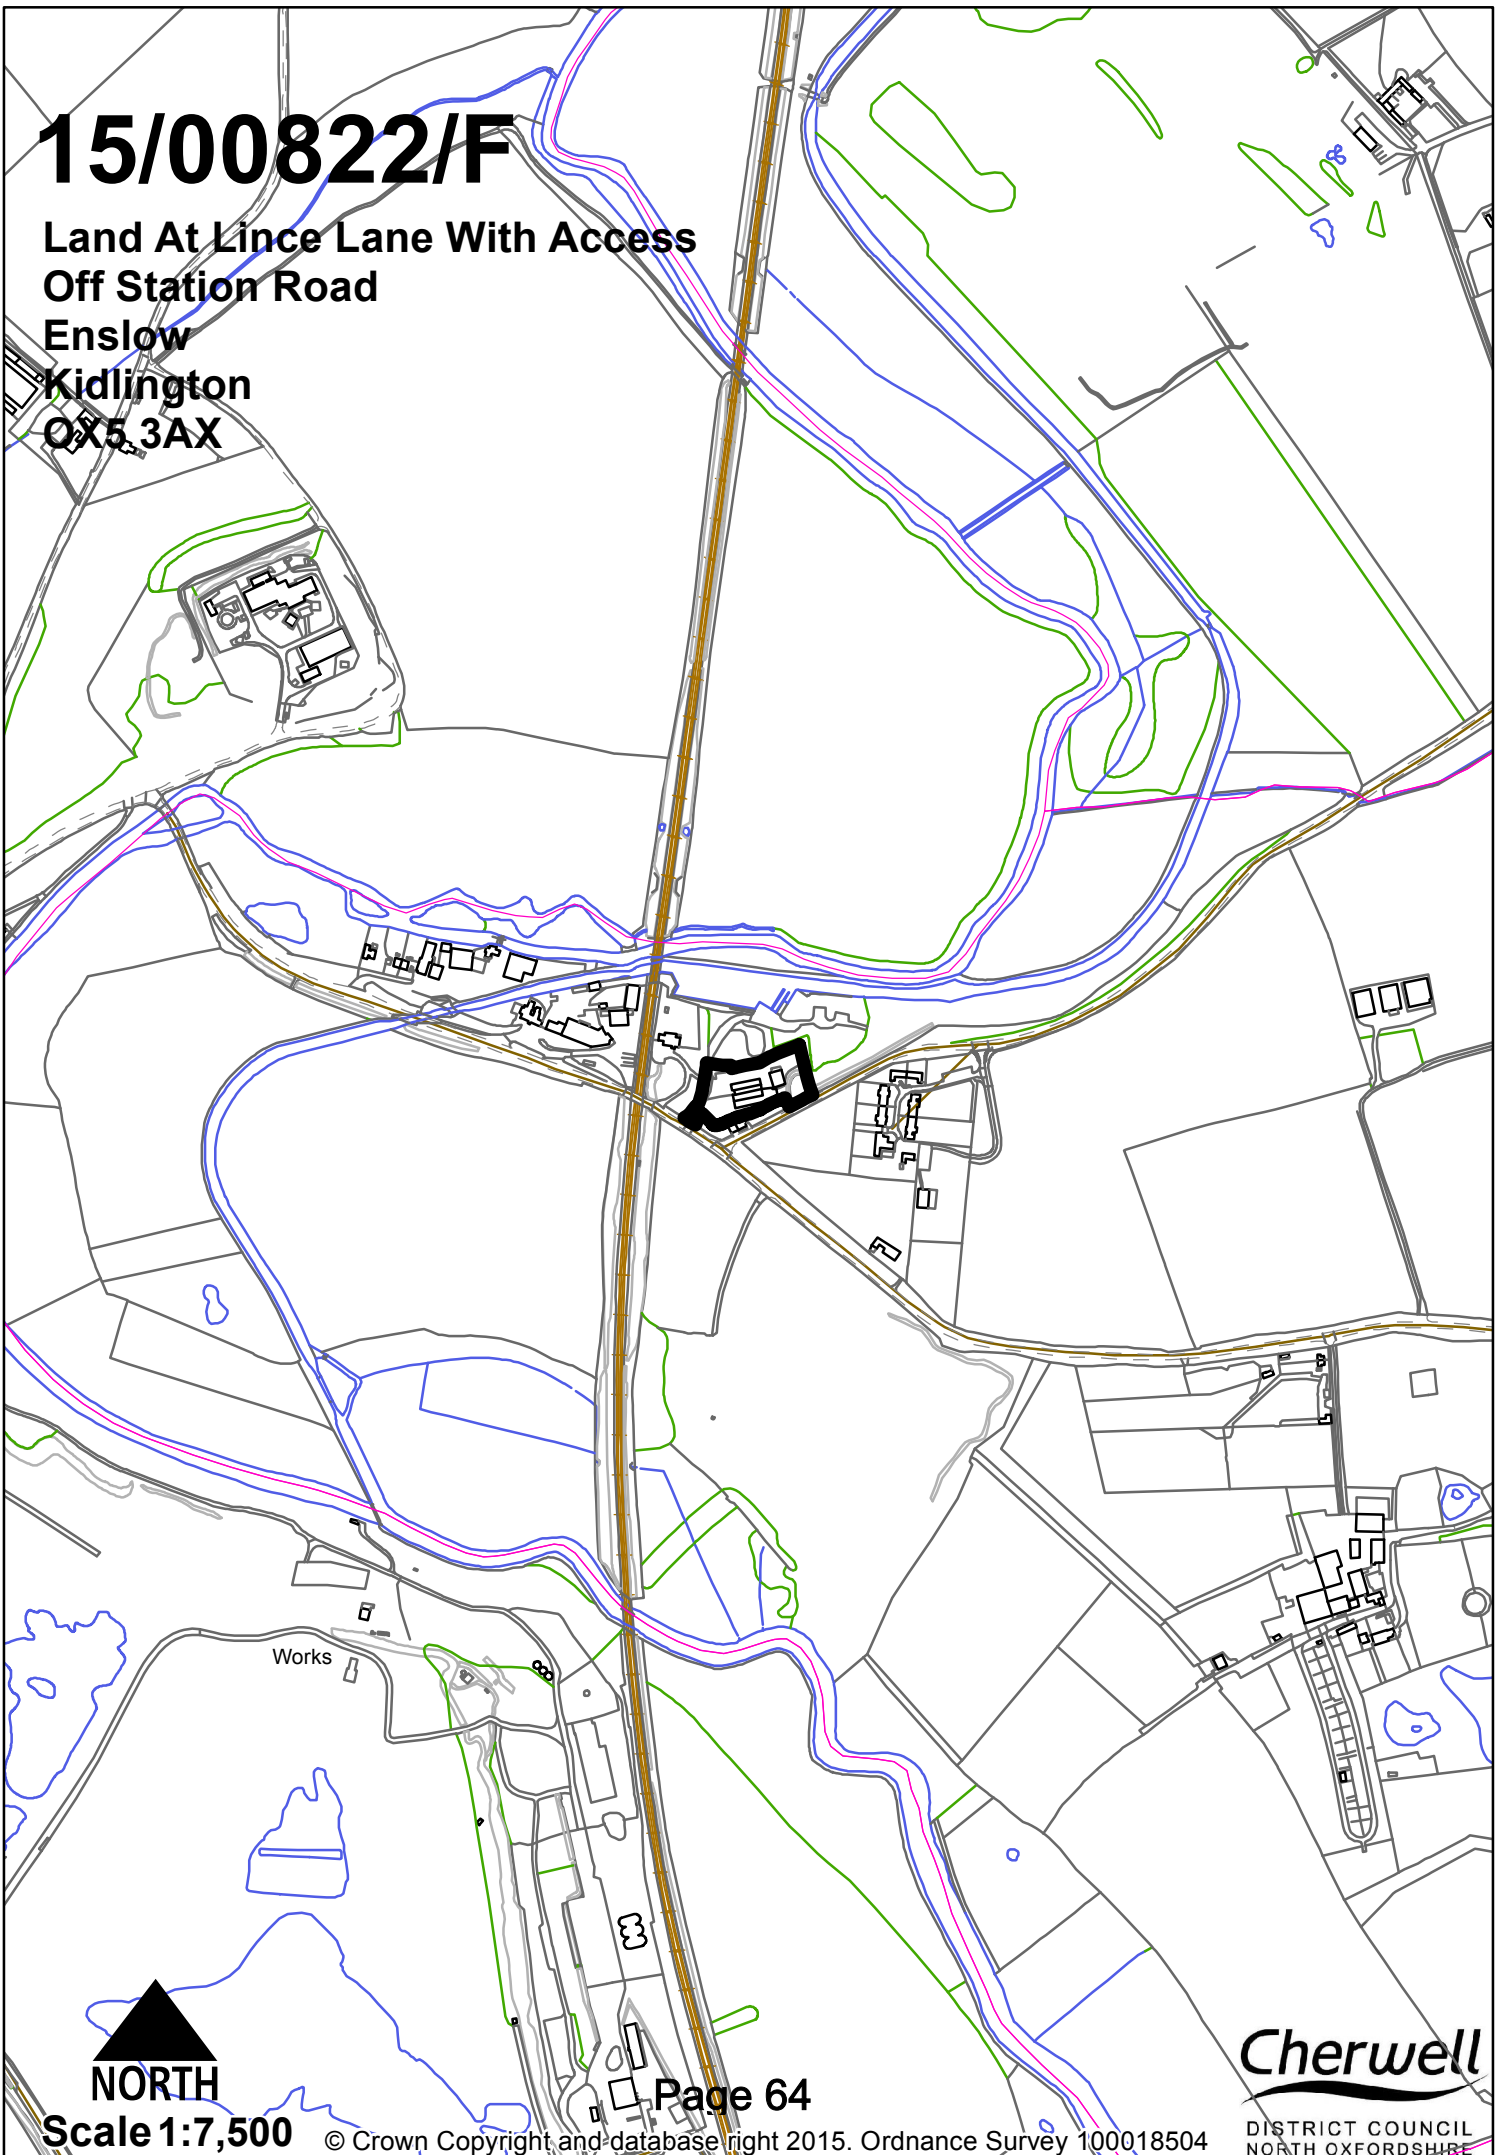 15/00822/F
Land At Lince Lane With Access
Off Station Road
Enslow
Kidlington
OX5 3AX
Works
NORTH
Scale 1:7,500
Page 64
© Crown Copyright and database right 2015. Ordnance Survey 100018504
Cherwell
DISTRICT COUNCIL
NORTH OXFORDSHIRE